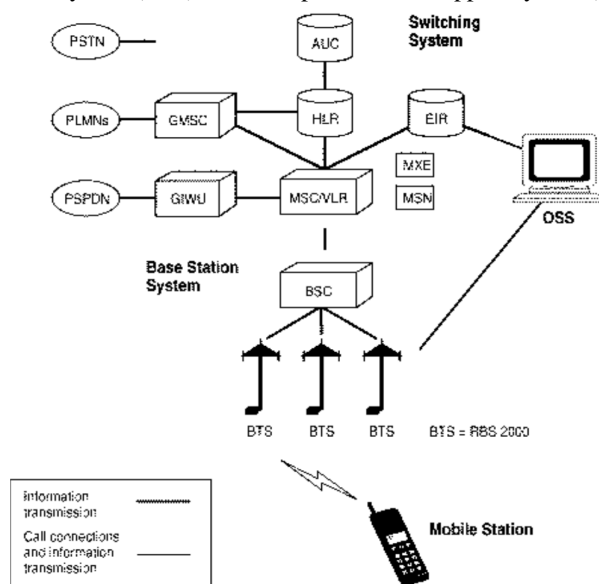 Switching
System
PSTN
AUC
PLMNs
GMSC
HLR
EIR
MXE
PSPDN
GIWU
MSC/VLR
MSN
OSS
Base Station
System
BSC
BTS
BTS
BTS
BTS = RBS 2000
Information
transmission
Call connections
and information
transmission
Mobile Station